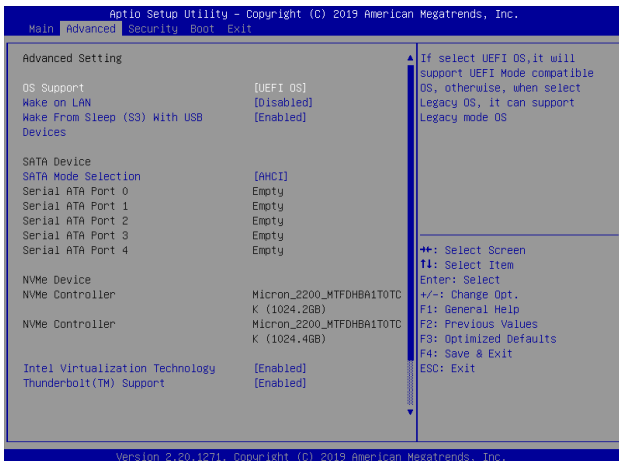 Aptio Setup Utility – Copyright (C) 2019 American Megatrends, Inc.
Main Advanced Security Boot Exit
Advanced Setting
OS Support [UEFI OS]
Wake on LAN [Disabled]
Wake From Sleep (S3) With USB [Enabled]
Devices
SATA Device
SATA Mode Selection [AHCI]
Serial ATA Port 0 Empty
Serial ATA Port 1 Empty
Serial ATA Port 2 Empty
Serial ATA Port 3 Empty
Serial ATA Port 4 Empty
NVMe Device
NVMe Controller Micron_2200_MTFDHBA1T0TC
K (1024.2GB)
NVMe Controller Micron_2200_MTFDHBA1T0TC
K (1024.4GB)
Intel Virtualization Technology [Enabled]
Thunderbolt(TM) Support [Enabled]
If select UEFI OS,it will
support UEFI Mode compatible
OS, otherwise, when select
Legacy OS, it can support
Legacy mode OS
→←: Select Screen
↑↓: Select Item
Enter: Select
+/-: Change Opt.
F1: General Help
F2: Previous Values
F3: Optimized Defaults
F4: Save & Exit
ESC: Exit
Version 2.20.1271. Copyright (C) 2019 American Megatrends, Inc.